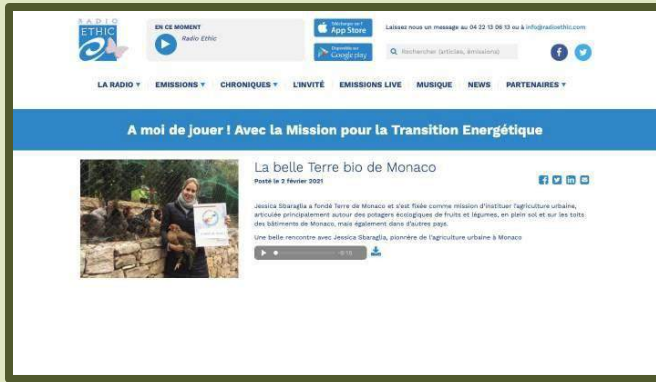 RADIO
ETHIC
EN CE MOMENT
Radio Ethic
Télécharger sur l'
App Store
Disponible sur
Google play
Laissez nous un message au 04 22 13 06 13 ou à info@radioethic.com
Rechercher (articles, émissions)
LA RADIO
EMISSIONS
CHRONIQUES
L'INVITÉ
EMISSIONS LIVE
MUSIQUE
NEWS
PARTENAIRES
A moi de jouer ! Avec la Mission pour la Transition Energétique
La belle Terre bio de Monaco
Posté le 2 février 2021
Jessica Sbaraglia a fondé Terre de Monaco et s'est fixée comme mission d'instituer l'agriculture urbaine,
articulée principalement autour des potagers écologiques de fruits et légumes, en plein sol et sur les toits
des bâtiments de Monaco, mais également dans d'autres pays.
Une belle rencontre avec Jessica Sbaraglia, pionnère de l'agriculture urbaine à Monaco